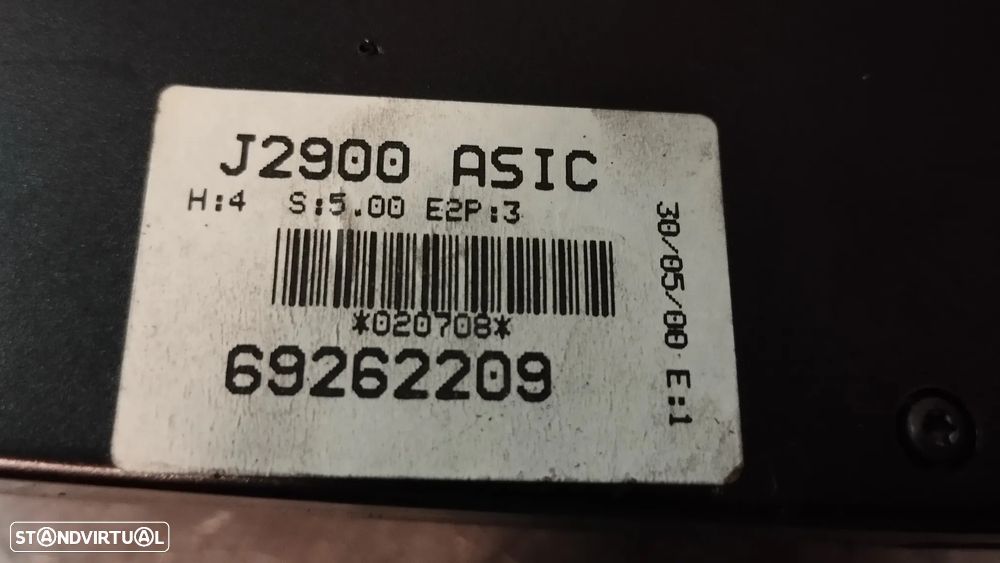 J2900 ASIC
H:4 S:5.00 E2P:3
*020708*
69262209
30/05/00 E:1
STANDVIRTUAL